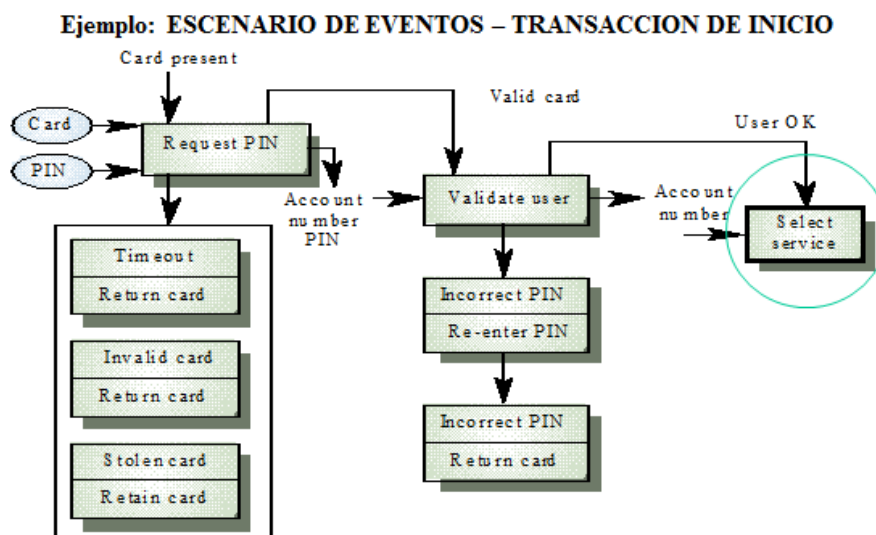 Ejemplo: ESCENARIO DE EVENTOS – TRANSACCION DE INICIO
Card present
Card
PIN
Request PIN
Valid card
User OK
Account
number
PIN
Validate user
Account
number
Select
service
Timeout
Return card
Invalid card
Return card
Stolen card
Retain card
Incorrect PIN
Re-enter PIN
Incorrect PIN
Return card